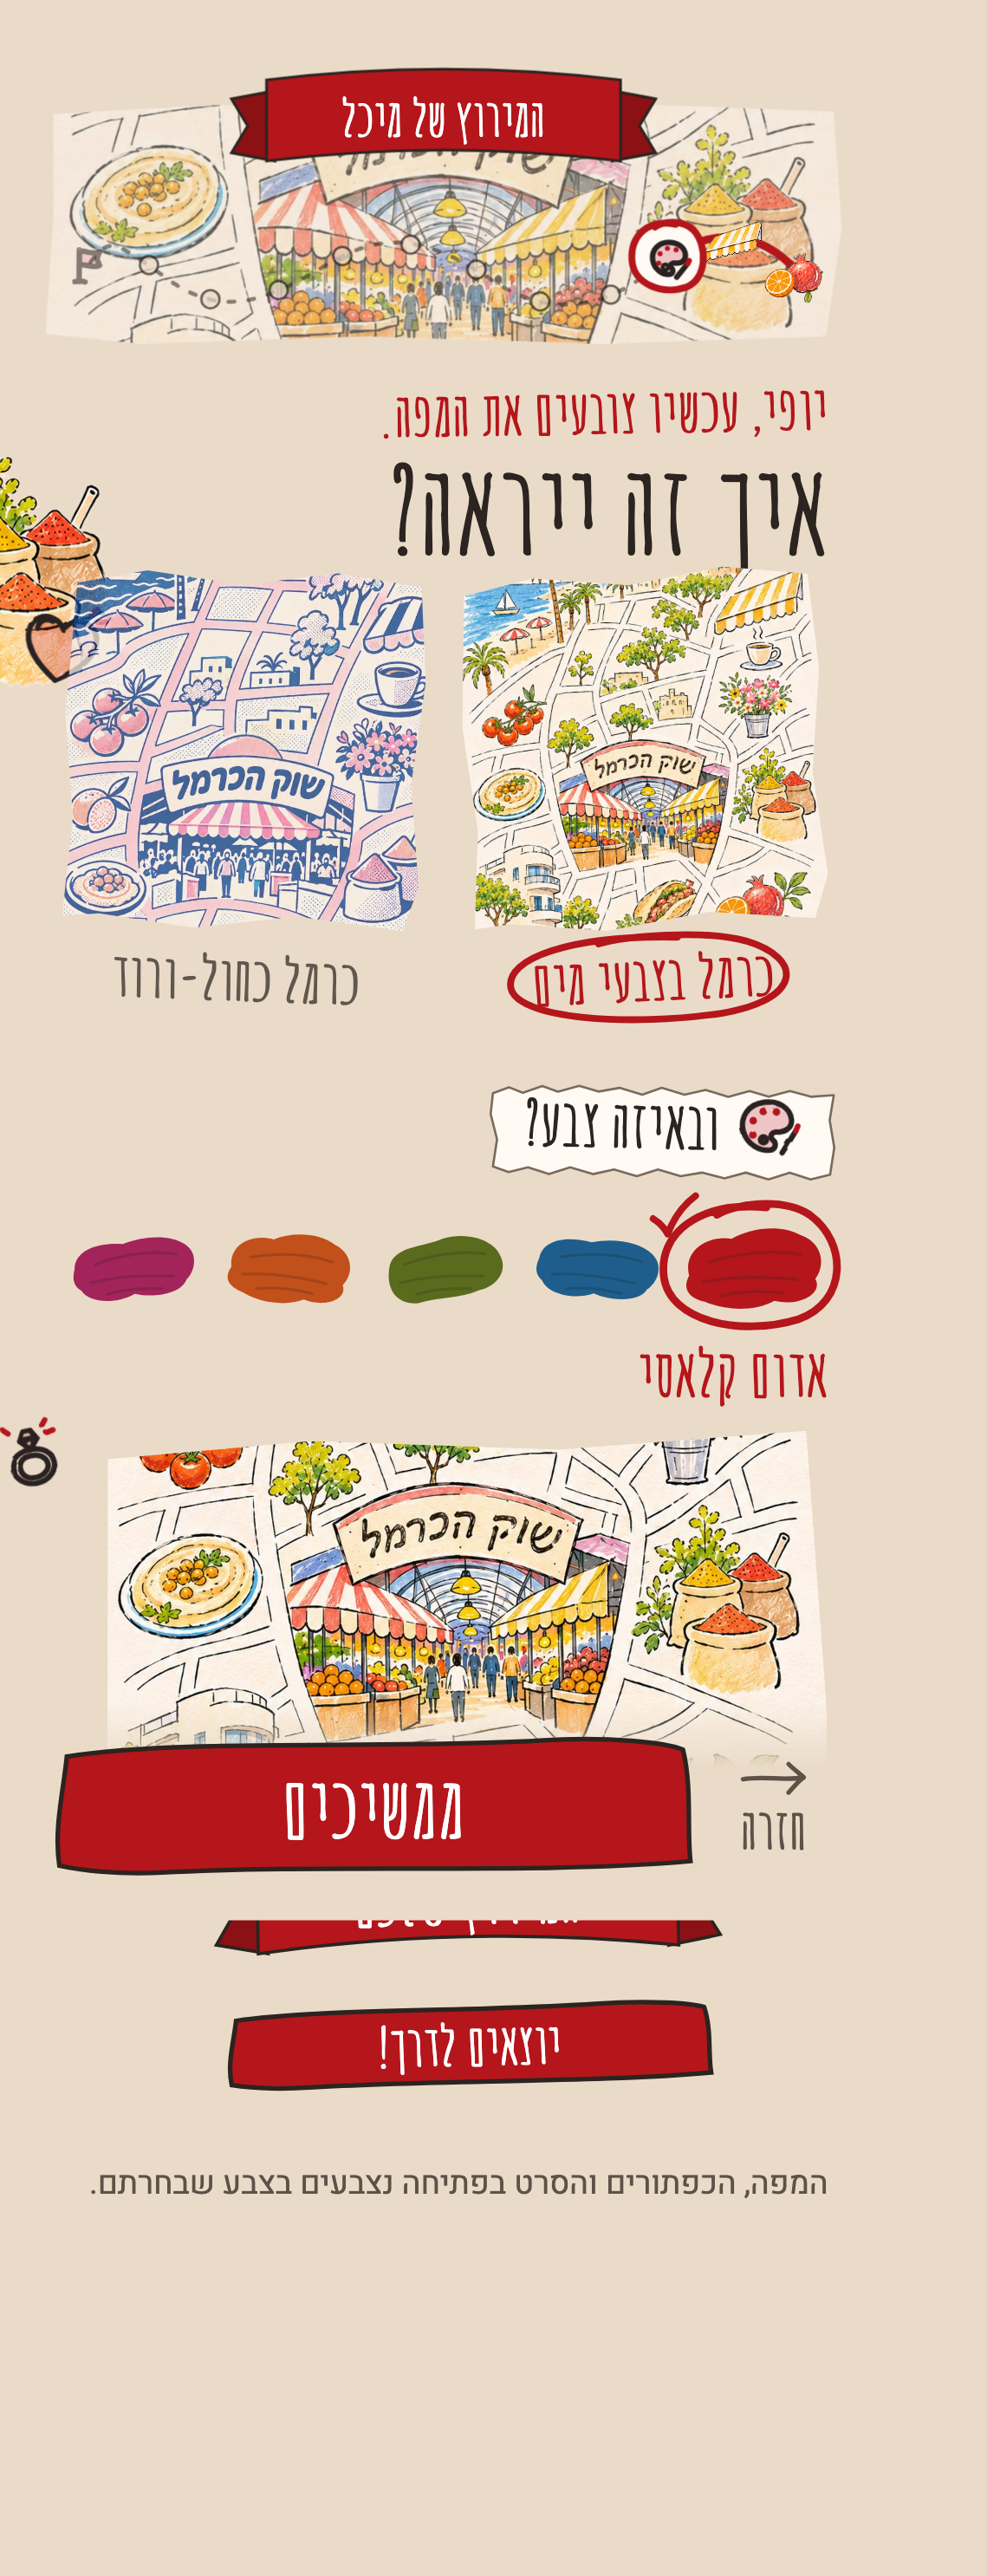 המירוץ של מיכל
יופי, עכשיו צובעים את המפה.
איך זה ייראה?
שוק הכרמל
שוק הכרמל
כרמל בצבעי מים
כרמל כחול-ורוד
ובאיזה צבע?
אדום קלאסי
שוק הכרמל
ממשיכים
חזרה
יוצאים לדרך!
המפה, הכפתורים והסרט בפתיחה נצבעים בצבע שבחרתם.